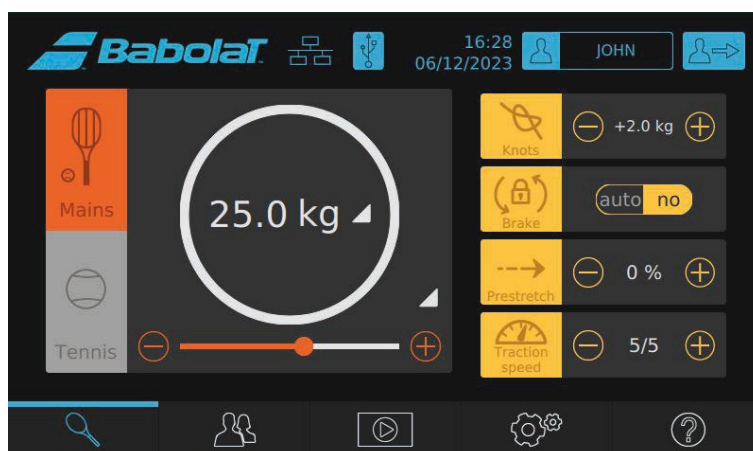 BabolaT
16:28
06/12/2023
JOHN
Mains
25.0 kg
Tennis
Knots
+2.0 kg
Brake
auto no
Prestretch
0 %
Traction
speed
5/5
?